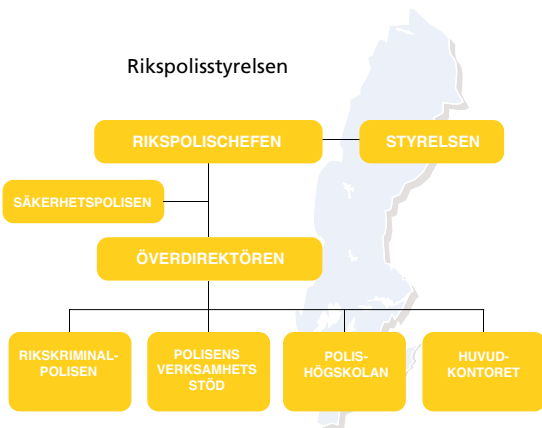 Rikspolisstyrelsen
RIKSPOLISCHEFEN
STYRELSEN
SÄKERHETSPOLISEN
ÖVERDIREKTÖREN
RIKSKRIMINAL-
POLISEN
POLISENS
VERKSAMHETS
STÖD
POLIS-
HÖGSKOLAN
HUVUD-
KONTORET